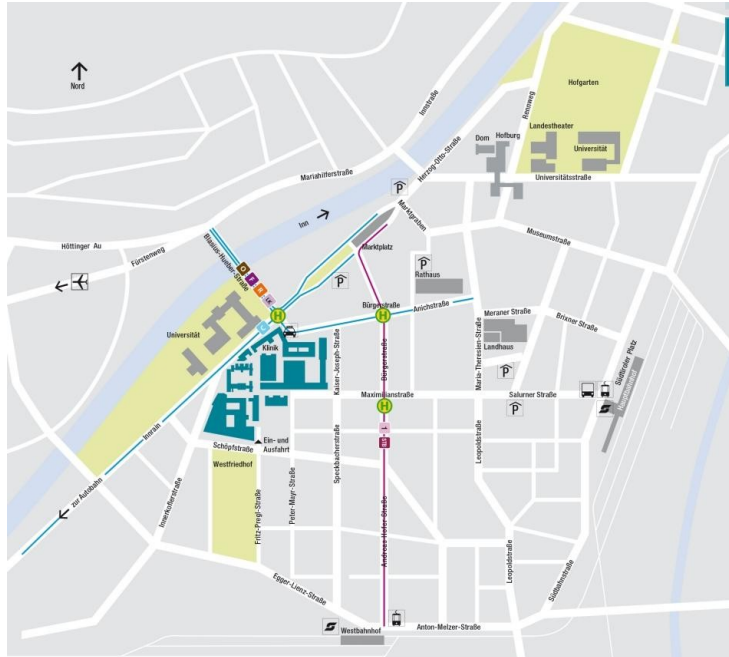 Nord
Hofgarten
Innstraße
Rennweg
Herzog-Otto-Straße
Landestheater
Dom
Hofburg
Universität
Mariahilferstraße
P
Universitätsstraße
Marktgraben
Inn
Museumstraße
Höttinger Au
Fürstenweg
Blasius-Hueber-Straße
Marktplatz
P
P
Rathaus
O
F
R
Bürgerstraße
Anichstraße
H
H
C
Meraner Straße
Brixner Straße
Universität
Klinik
Landhaus
Kaiser-Joseph-Straße
Bürgerstraße
Maria-Theresien-Straße
Südtiroler Platz
P
Maximilianstraße
Salurner Straße
Hauptbahnhof
H
P
Innrain
Ein- und
Ausfahrt
1
Schöpfstraße
Westfriedhof
Speckbacherstraße
Leopoldstraße
zur Autobahn
Innerkoflerstraße
Fritz-Pregl-Straße
Peter-Mayr-Straße
Andreas-Hofer-Straße
Leopoldstraße
Südbahnstraße
Egger-Lienz-Straße
Westbahnhof
Anton-Melzer-Straße